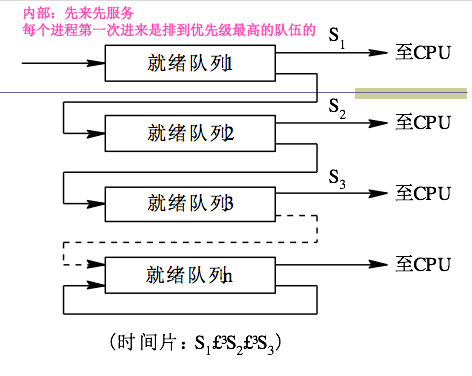 内部：先来先服务
每个进程第一次进来是排到优先级最高的队伍的
S1
就绪队列1
至CPU
S2
就绪队列2
至CPU
S3
就绪队列3
至CPU
就绪队列n
至CPU
(时间片：S1£³S2£³S3)